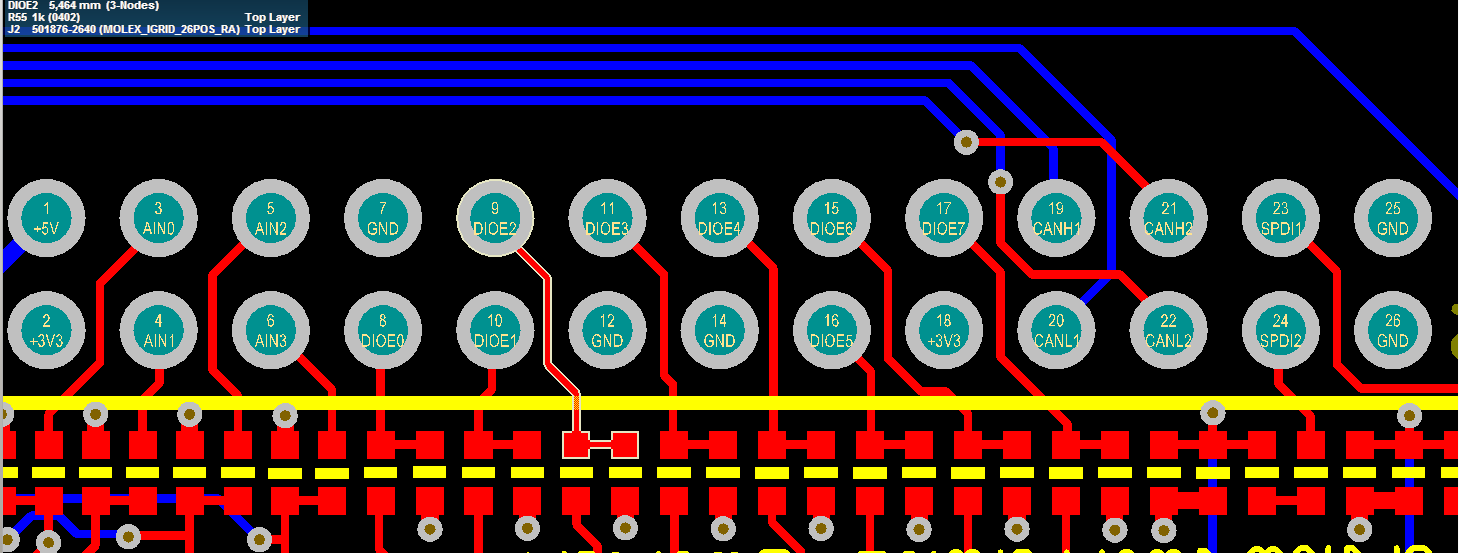 DIOE2 5,464 mm (3-Nodes)
R55 1k (0402) Top Layer
J2 501876-2640 (MOLEX_IGRID_26POS_RA) Top Layer
1 3 5 7 9 11 13 15 17 19 21 23 25
+5V AIN0 AIN2 GND DIOE2 DIOE3 DIOE4 DIOE6 DIOE7 CANH1 CANH2 SPDI1 GND
2 4 6 8 10 12 14 16 18 20 22 24 26
+3V3 AIN1 AIN3 DIOE0 DIOE1 GND GND DIOE5 +3V3 CANL1 CANL2 SPDI2 GND